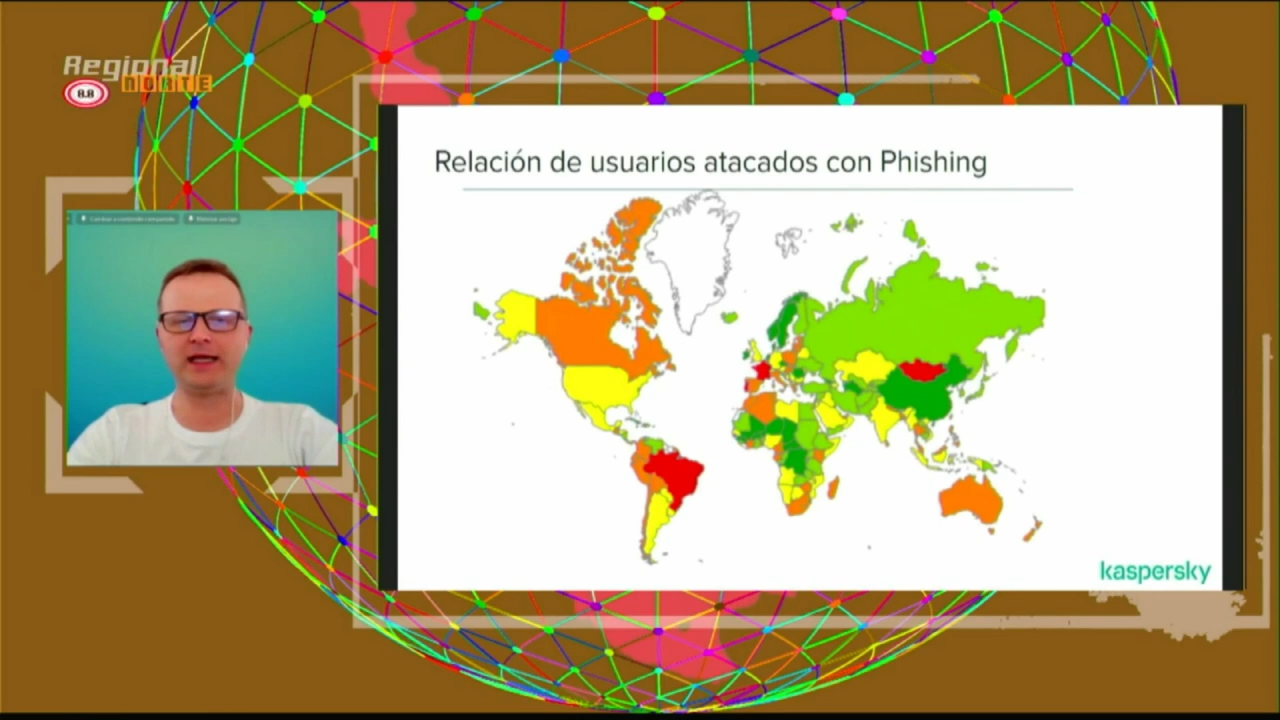 Regional
NORTE
8.8
Relación de usuarios atacados con Phishing
kaspersky